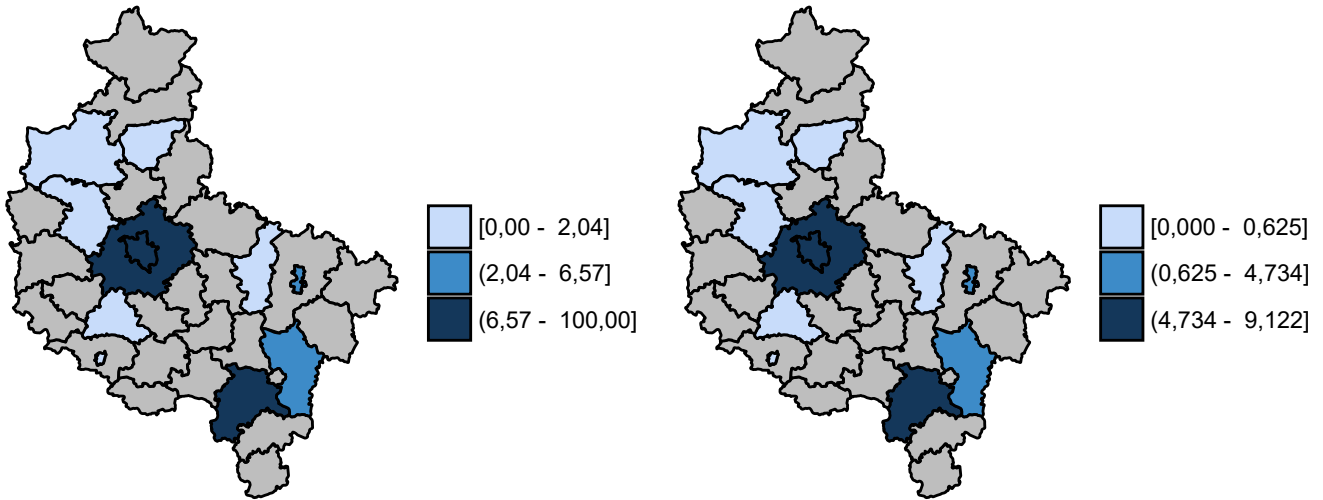 [0,00 - 2,04]
(2,04 - 6,57]
(6,57 - 100,00]
[0,000 - 0,625]
(0,625 - 4,734]
(4,734 - 9,122]